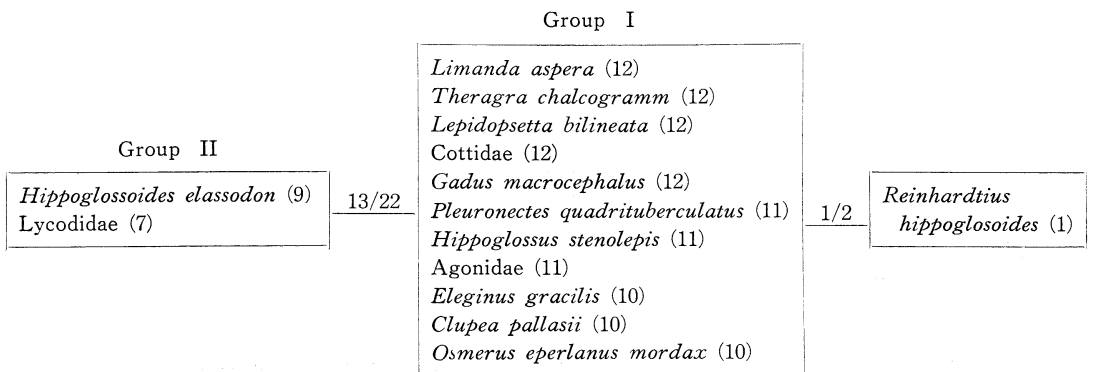 Group I
Limanda aspera (12)
Theragra chalcogramm (12)
Lepidopsetta bilineata (12)
Cottidae (12)
Gadus macrocephalus (12)
Pleuronectes quadrituberculatus (11)
Hippoglossus stenolepis (11)
Agonidae (11)
Eleginus gracilis (10)
Clupea pallasii (10)
Osmerus eperlanus mordax (10)
Group II
Hippoglossoides elassodon (9)
Lycodidae (7)
13/22
1/2
Reinhardtius
hippoglosoides (1)